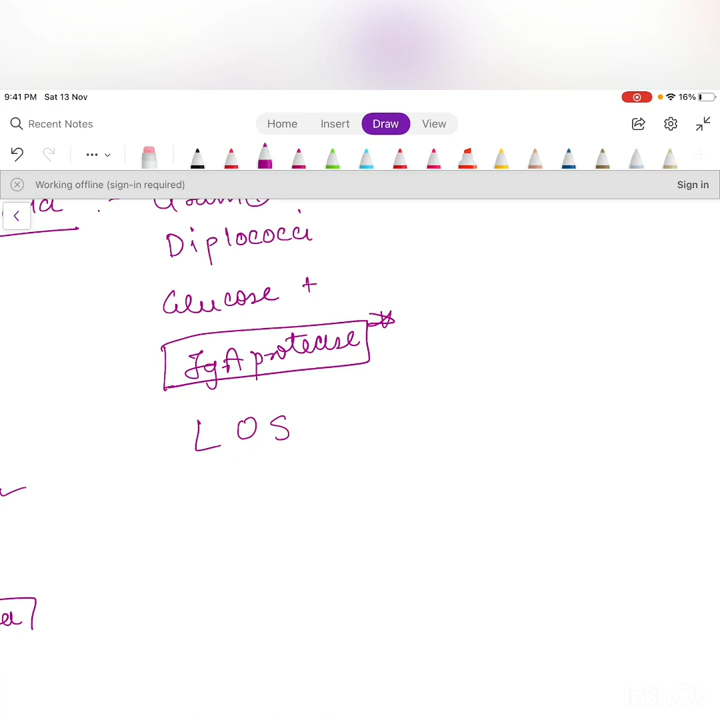 9:41 PM Sat 13 Nov 16%
Recent Notes Home Insert Draw View
Working offline (sign-in required) Sign in
Diplococci
Glucose +
IgA protease
LOS